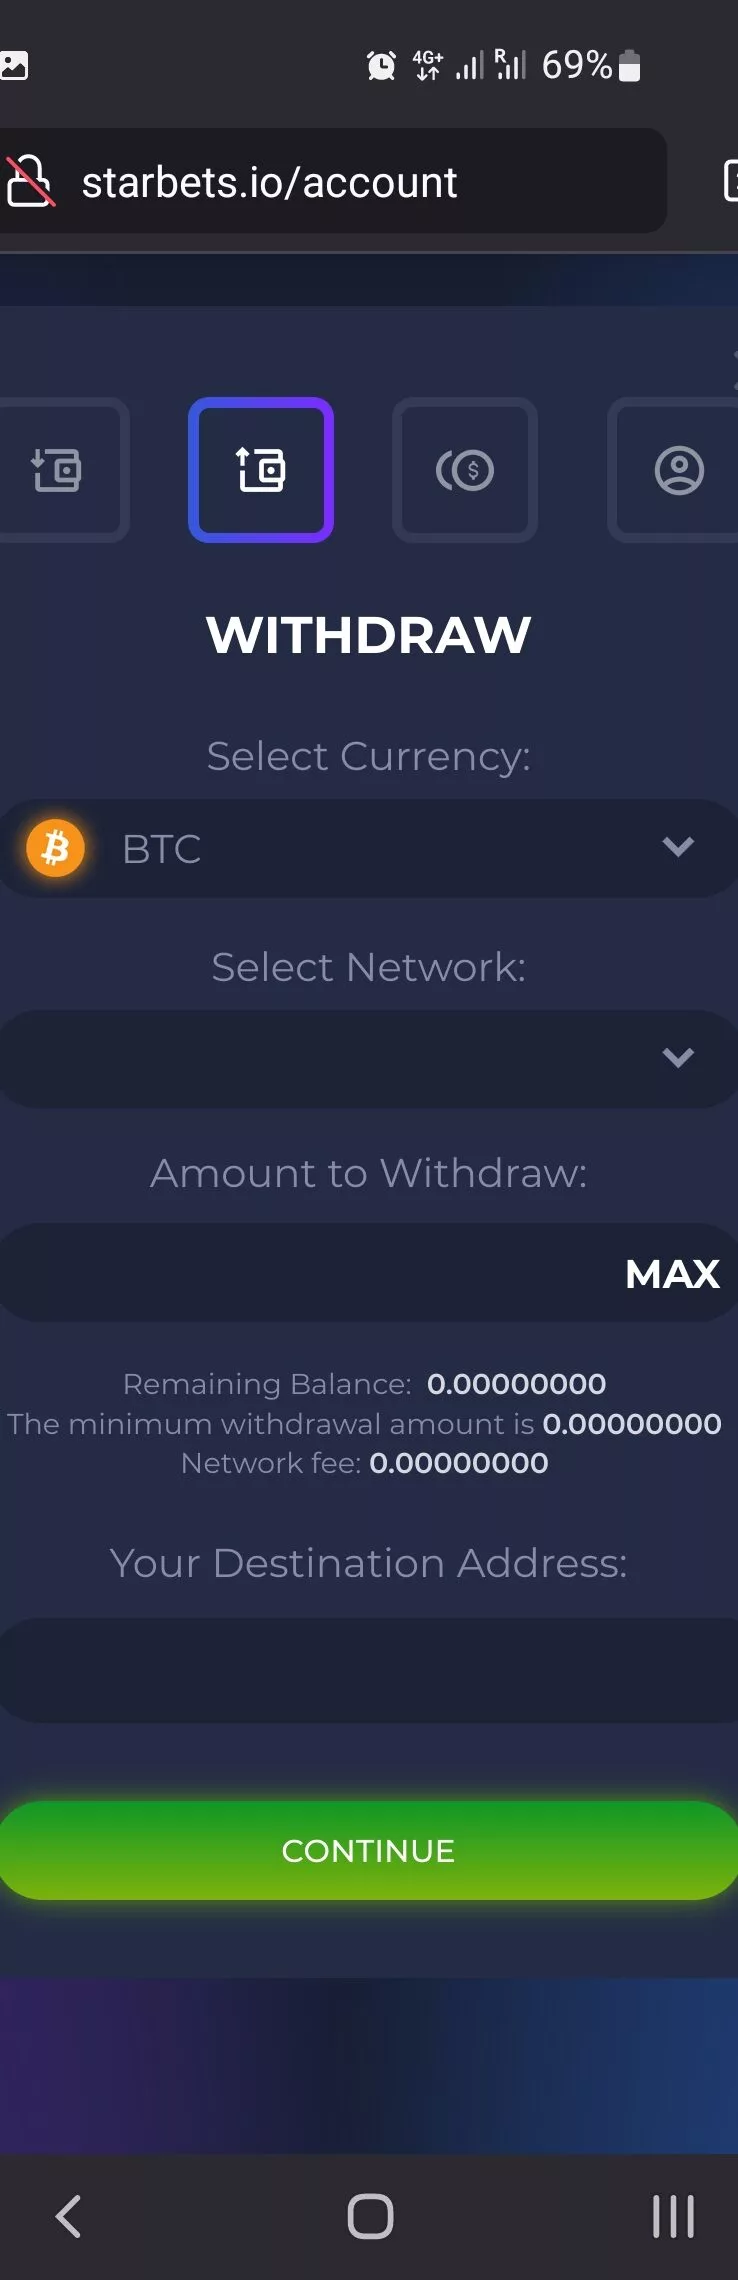 4G+ R 69%
starbets.io/account
WITHDRAW
Select Currency:
BTC
Select Network:
Amount to Withdraw:
MAX
Remaining Balance: 0.00000000
The minimum withdrawal amount is 0.00000000
Network fee: 0.00000000
Your Destination Address:
CONTINUE